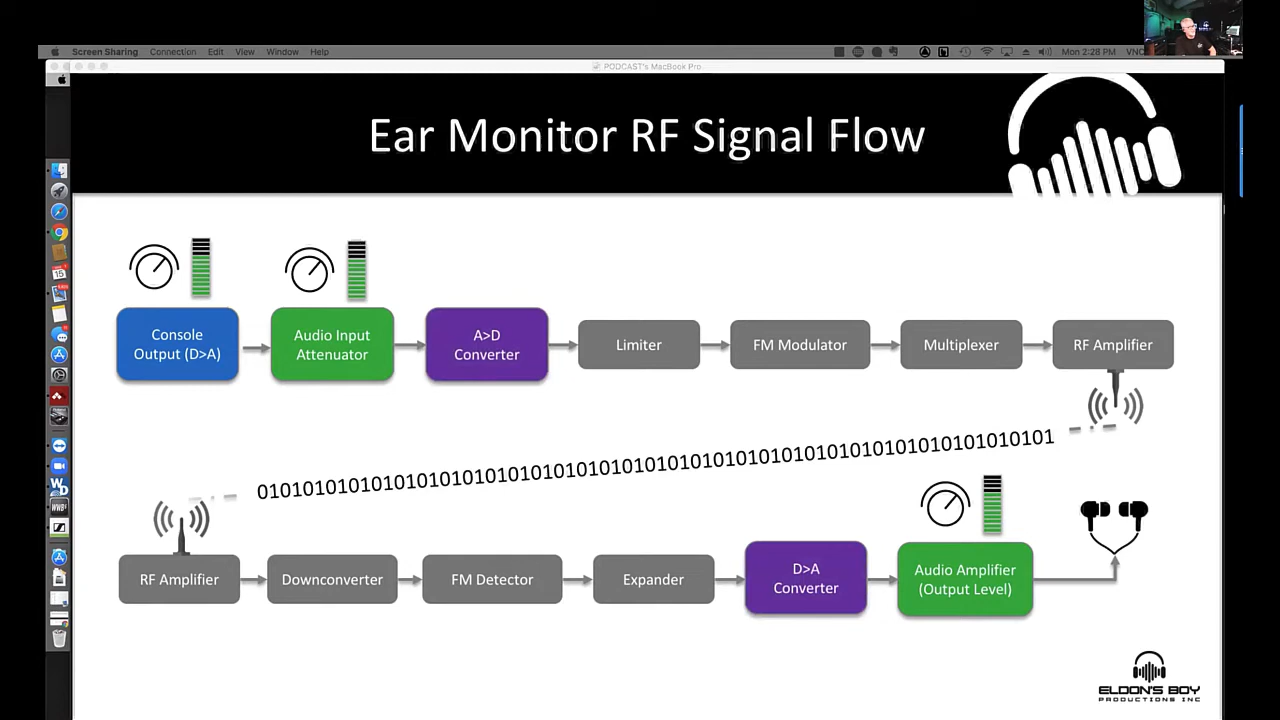 Screen Sharing Connection Edit View Window Help
Mon 2:28 PM VNC
PODCAST's MacBook Pro
Ear Monitor RF Signal Flow
Console
Output (D>A)
Audio Input
Attenuator
A>D
Converter
Limiter
FM Modulator
Multiplexer
RF Amplifier
01010101010101010101010101010101010101010101010101010101010101010101010101010101010101
RF Amplifier
Downconverter
FM Detector
Expander
D>A
Converter
Audio Amplifier
(Output Level)
ELDON'S BOY
PRODUCTIONS INC